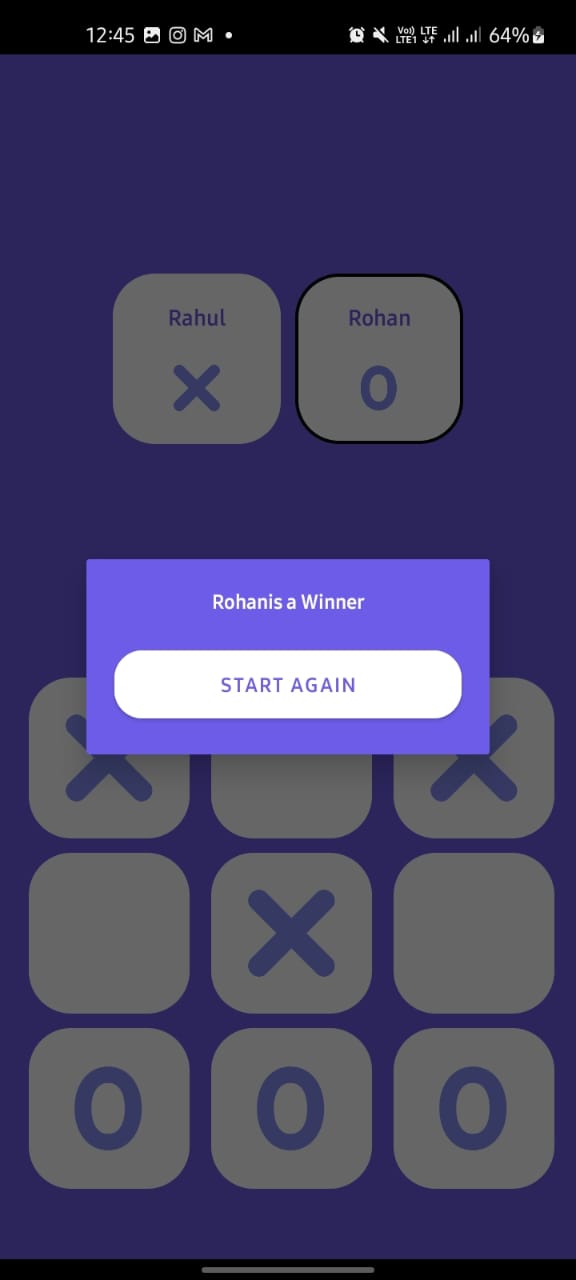 12:45 Vo) LTE1 LTE 64%
Rahul Rohan
X O
Rohanis a Winner
START AGAIN
X X
X
O O O